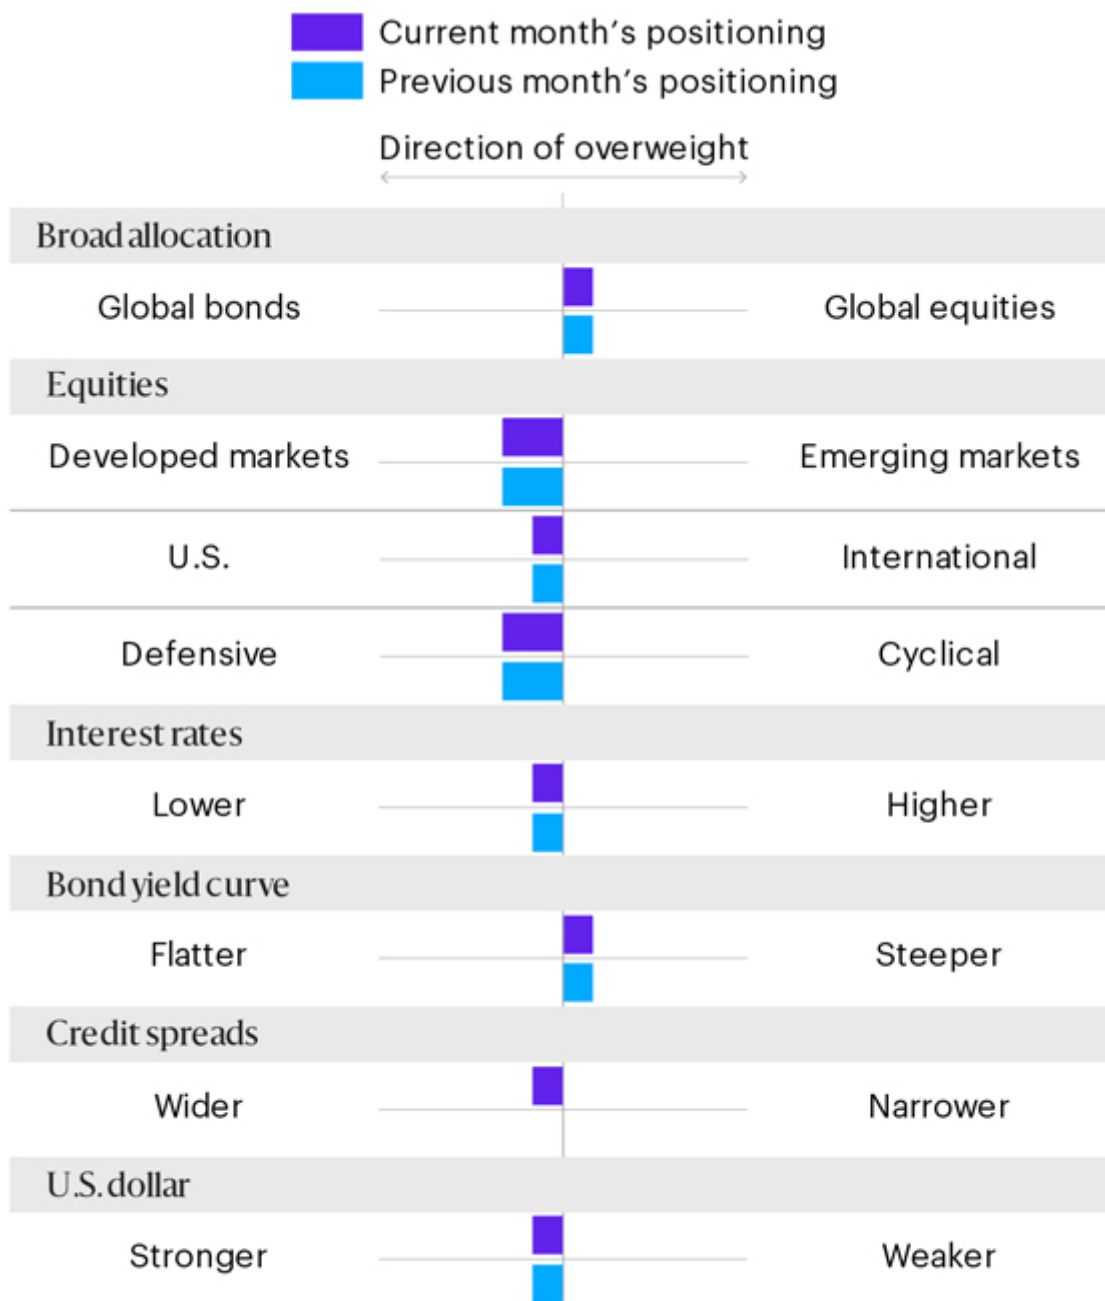 Current month’s positioning
Previous month’s positioning
Direction of overweight
Broad allocation
Global bonds
Global equities
Equities
Developed markets
Emerging markets
U.S.
International
Defensive
Cyclical
Interest rates
Lower
Higher
Bond yield curve
Flatter
Steeper
Credit spreads
Wider
Narrower
U.S. dollar
Stronger
Weaker